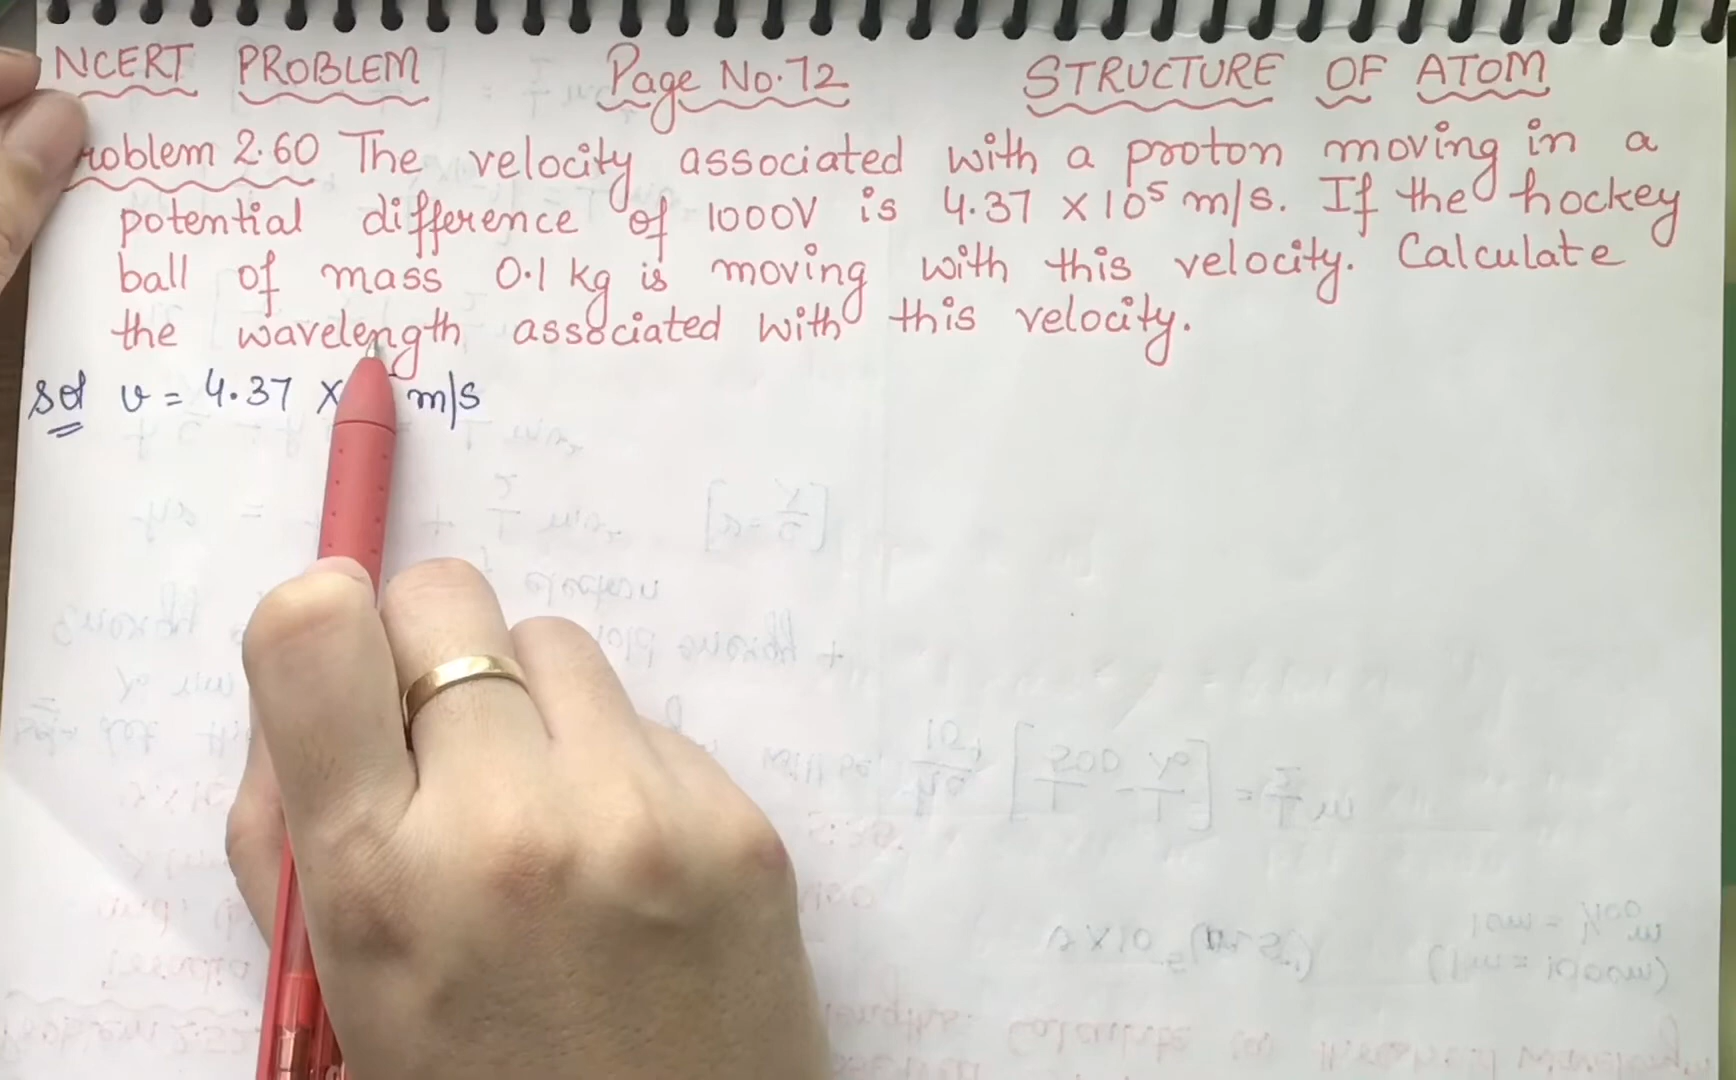 NCERT PROBLEM Page No.72 STRUCTURE OF ATOM
roblem 2.60 The velocity associated with a proton moving in a
potential difference of 1000V is 4.37 × 10⁵ m/s. If the hockey
ball of mass 0.1 kg is moving with this velocity. Calculate
the wavelength associated with this velocity.
Sol v = 4.37 × m/s